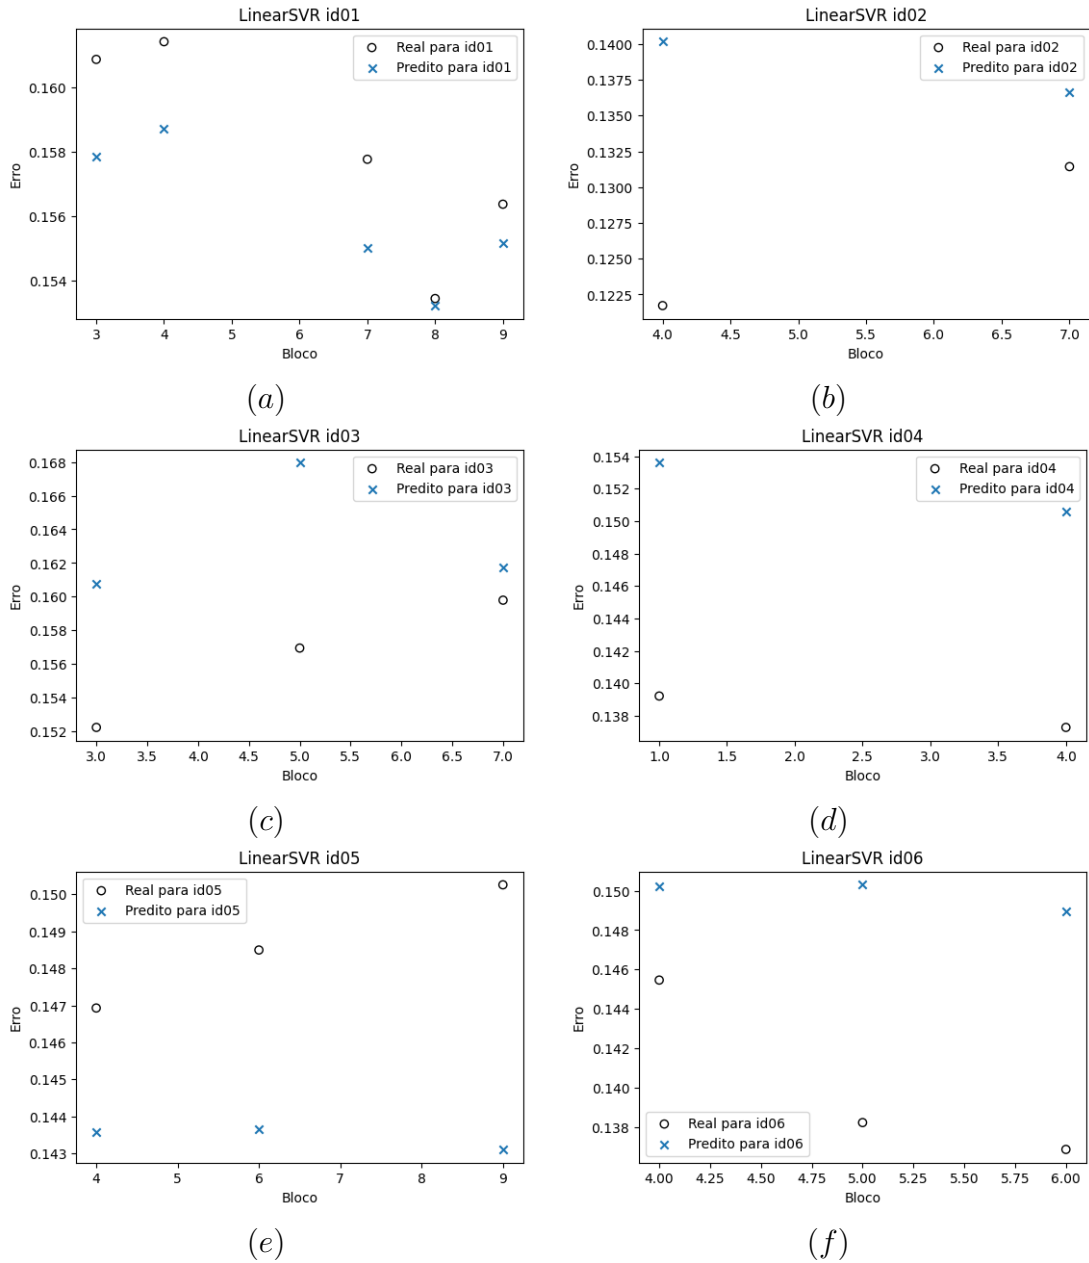 LinearSVR id01
Real para id01
Predito para id01
0.160
0.158
0.156
0.154
Erro
3 4 5 6 7 8 9
Bloco
(a)
LinearSVR id02
Real para id02
Predito para id02
0.1400
0.1375
0.1350
0.1325
0.1300
0.1275
0.1250
0.1225
Erro
4.0 4.5 5.0 5.5 6.0 6.5 7.0
Bloco
(b)
LinearSVR id03
Real para id03
Predito para id03
0.168
0.166
0.164
0.162
0.160
0.158
0.156
0.154
0.152
Erro
3.0 3.5 4.0 4.5 5.0 5.5 6.0 6.5 7.0
Bloco
(c)
LinearSVR id04
Real para id04
Predito para id04
0.154
0.152
0.150
0.148
0.146
0.144
0.142
0.140
0.138
Erro
1.0 1.5 2.0 2.5 3.0 3.5 4.0
Bloco
(d)
LinearSVR id05
Real para id05
Predito para id05
0.150
0.149
0.148
0.147
0.146
0.145
0.144
0.143
Erro
4 5 6 7 8 9
Bloco
(e)
LinearSVR id06
0.150
0.148
0.146
0.144
0.142
0.140
0.138
Erro
Real para id06
Predito para id06
4.00 4.25 4.50 4.75 5.00 5.25 5.50 5.75 6.00
Bloco
(f)